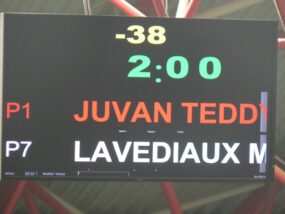 -38
2:00
P1 JUVAN TEDDY
P7 LAVEDIAUX M